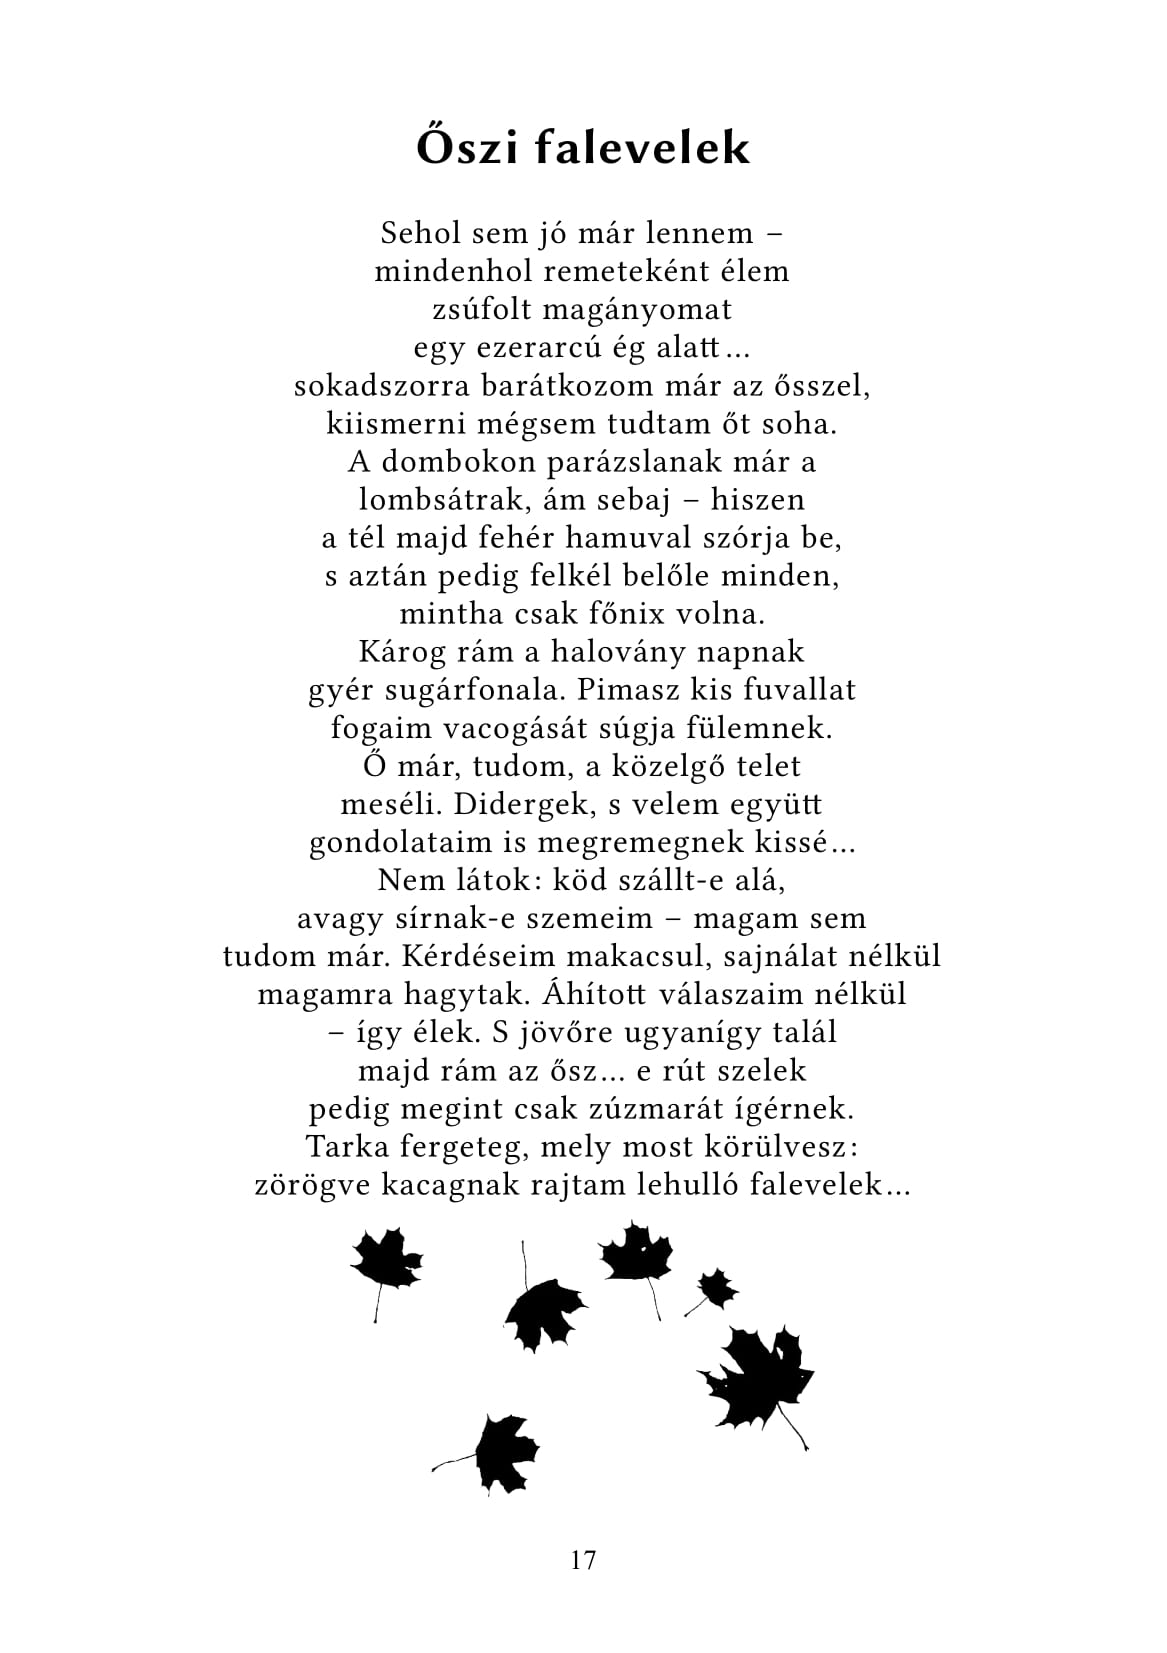 Őszi falevelek
Sehol sem jó már lennem –
mindenhol remeteként élem
zsúfolt magányomat
egy ezerarcú ég alatt…
sokadszorra barátkozom már az ősszel,
kiismerni mégsem tudtam őt soha.
A dombokon parázslanak már a
lombsátrak, ám sebaj – hiszen
a tél majd fehér hamuval szórja be,
s aztán pedig felkél belőle minden,
mintha csak főnix volna.
Károg rám a halovány napnak
gyér sugárfonala. Pimasz kis fuvallat
fogaim vacogását súgja fülemnek.
Ő már, tudom, a közelgő telet
meséli. Didergek, s velem együtt
gondolataim is megremegnek kissé…
Nem látok: köd szállt-e alá,
avagy sírnak-e szemeim – magam sem
tudom már. Kérdéseim makacsul, sajnálat nélkül
magamra hagytak. Áhított válaszaim nélkül
– így élek. S jövőre ugyanígy talál
majd rám az ősz… e rút szelek
pedig megint csak zúzmarát ígérnek.
Tarka fergeteg, mely most körülvesz:
zörögve kacagnak rajtam lehulló falevelek…
17